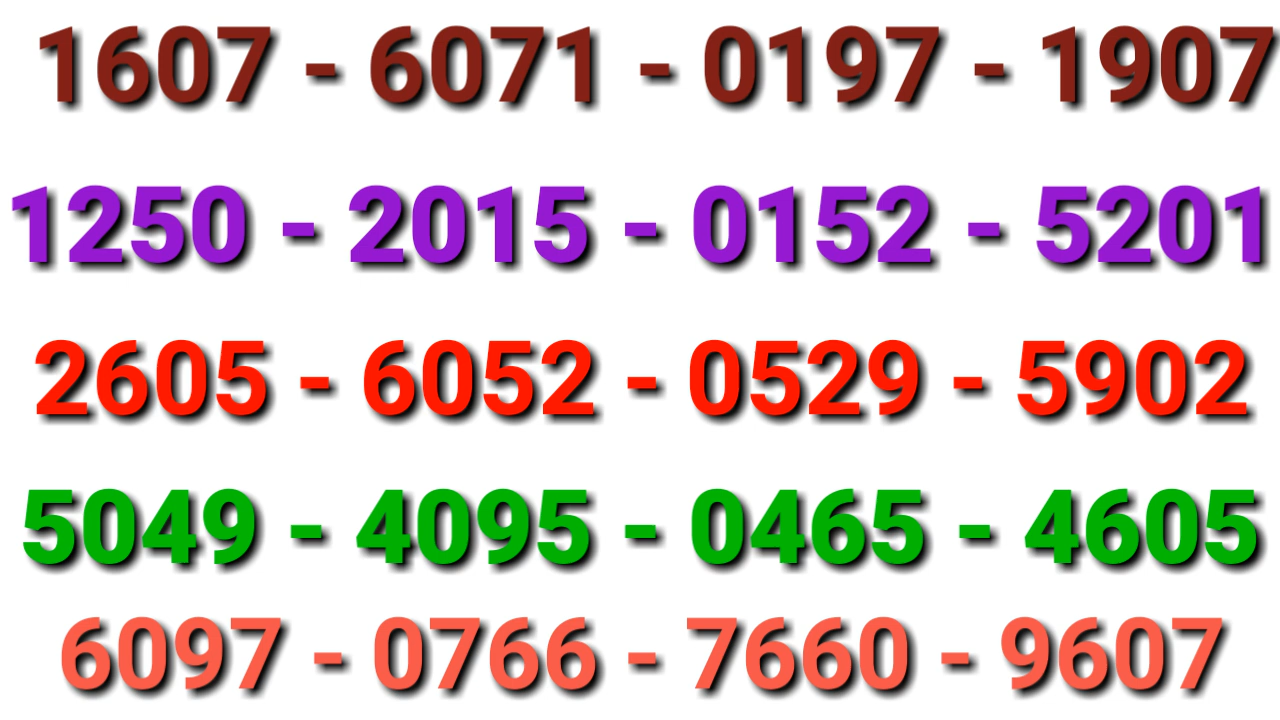 1607 - 6071 - 0197 - 1907
1250 - 2015 - 0152 - 5201
2605 - 6052 - 0529 - 5902
5049 - 4095 - 0465 - 4605
6097 - 0766 - 7660 - 9607